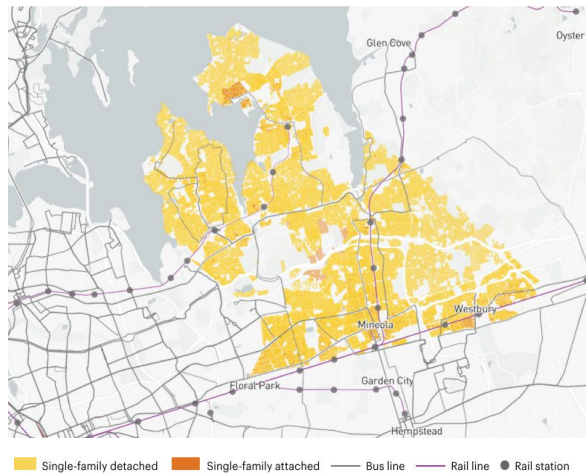 Glen Cove
Oyster
Mineola
Westbury
Floral Park
Garden City
Hempstead
Single-family detached
Single-family attached
Bus line
Rail line
Rail station